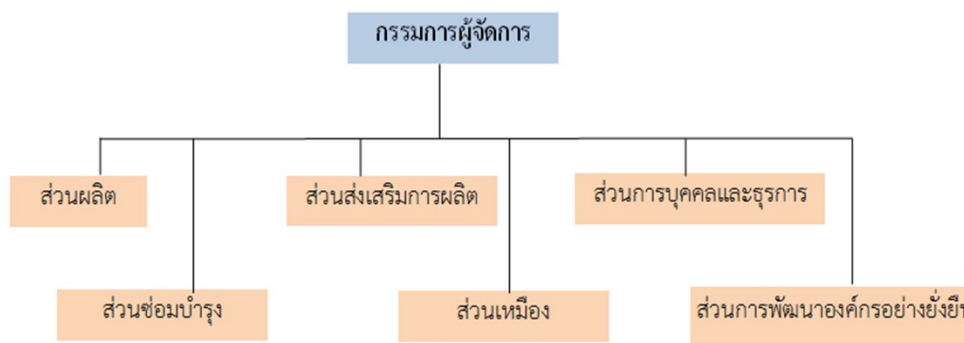 กรรมการผู้จัดการ
ส่วนผลิต
ส่วนส่งเสริมการผลิต
ส่วนการบุคคลและธุรการ
ส่วนซ่อมบำรุง
ส่วนเหมือง
ส่วนการพัฒนาองค์กรอย่างยั่งยืน